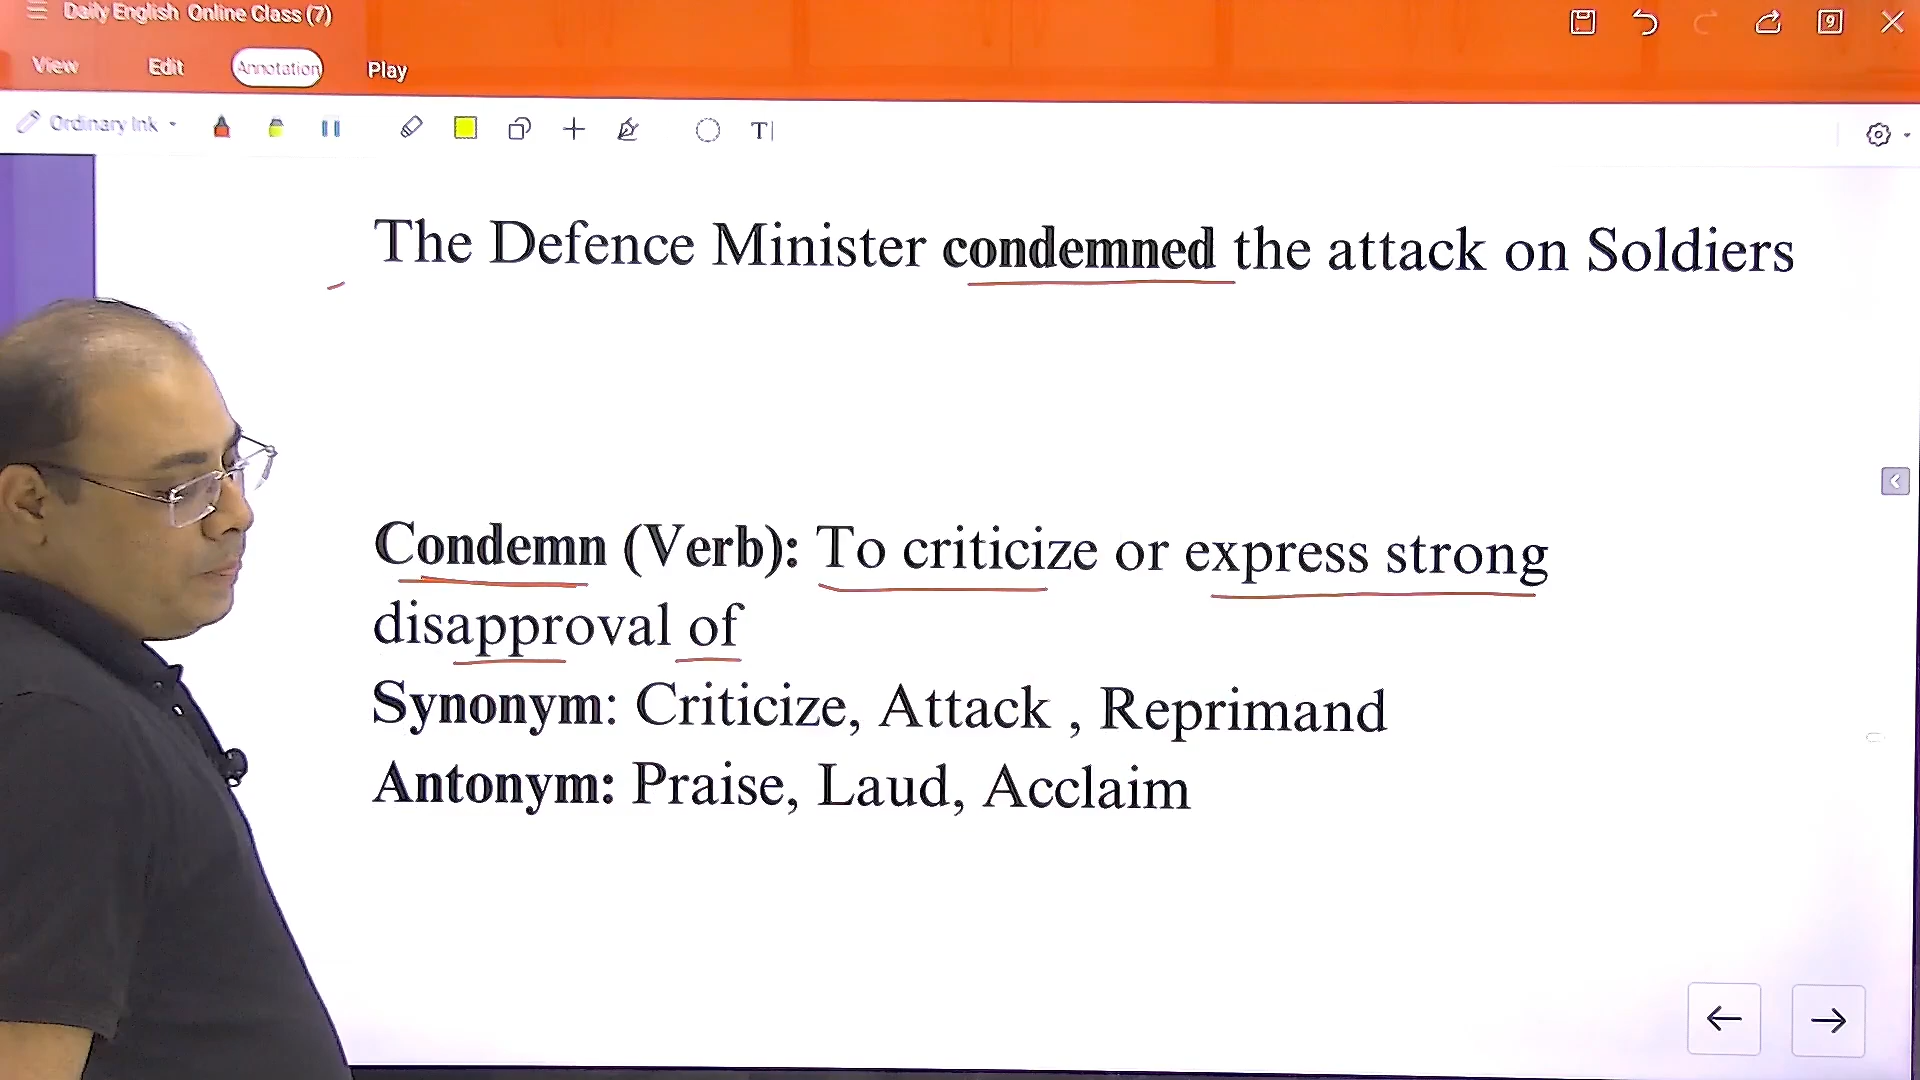 Daily English Online Class (7)
9
View Edit Annotation Play
Ordinary Ink
T
The Defence Minister condemned the attack on Soldiers
Condemn (Verb): To criticize or express strong
disapproval of
Synonym: Criticize, Attack , Reprimand
Antonym: Praise, Laud, Acclaim